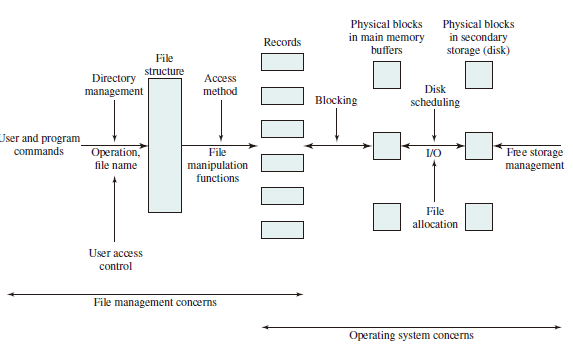 Physical blocks
in main memory
buffers
Physical blocks
in secondary
storage (disk)
Records
File
structure
Directory
management
Access
method
Blocking
Disk
scheduling
User and program
commands
Operation,
file name
File
manipulation
functions
I/O
Free storage
management
File
allocation
User access
control
File management concerns
Operating system concerns